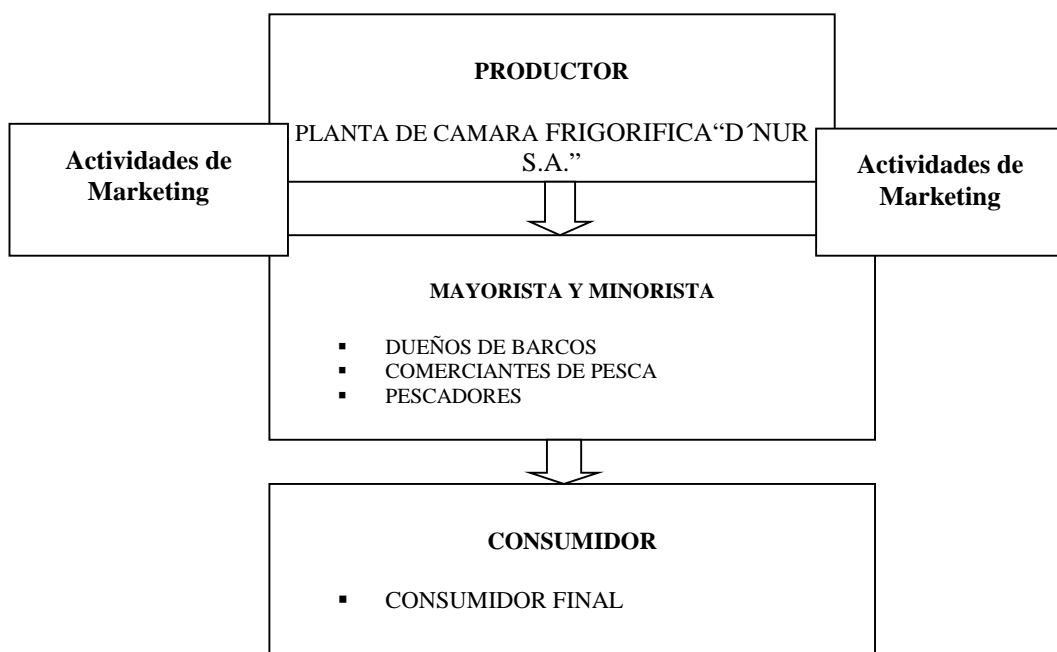 PRODUCTOR
PLANTA DE CAMARA FRIGORIFICA“D´NUR
S.A.”
Actividades de
Marketing
Actividades de
Marketing
MAYORISTA Y MINORISTA
▪ DUEÑOS DE BARCOS
▪ COMERCIANTES DE PESCA
▪ PESCADORES
CONSUMIDOR
▪ CONSUMIDOR FINAL